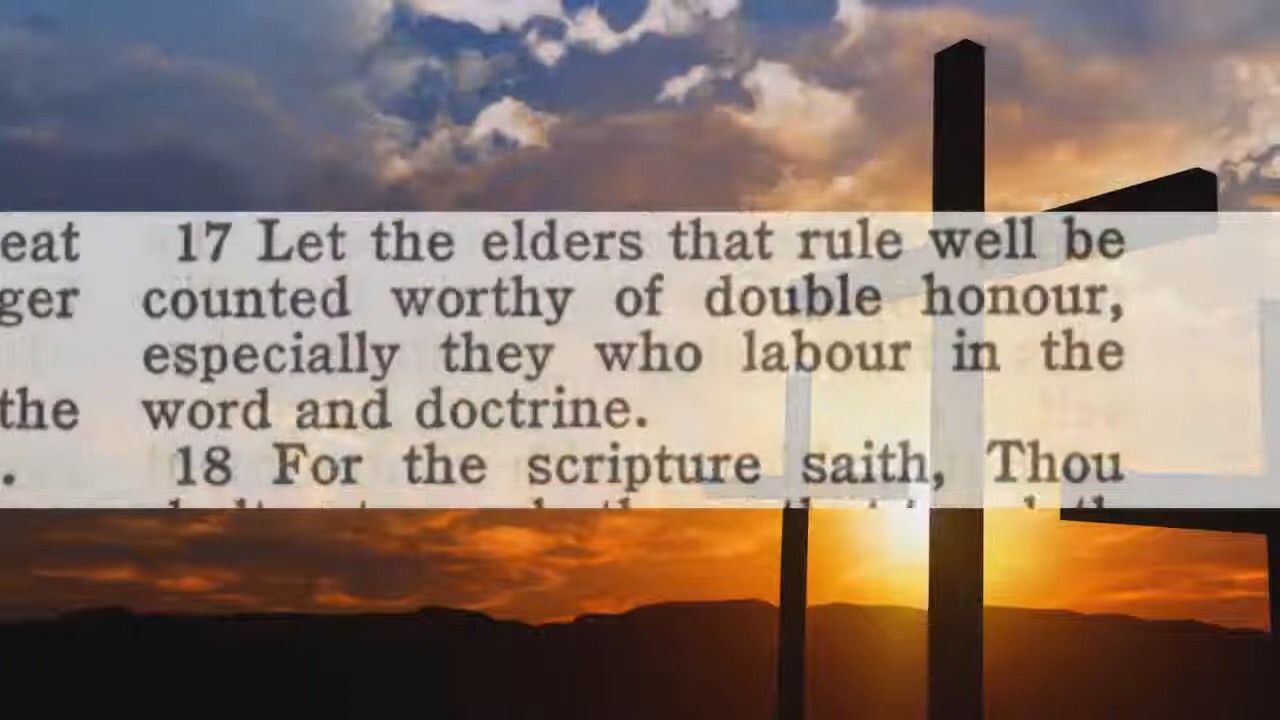 eat
ger
the
.
17 Let the elders that rule well be
counted worthy of double honour,
especially they who labour in the
word and doctrine.
18 For the scripture saith, Thou